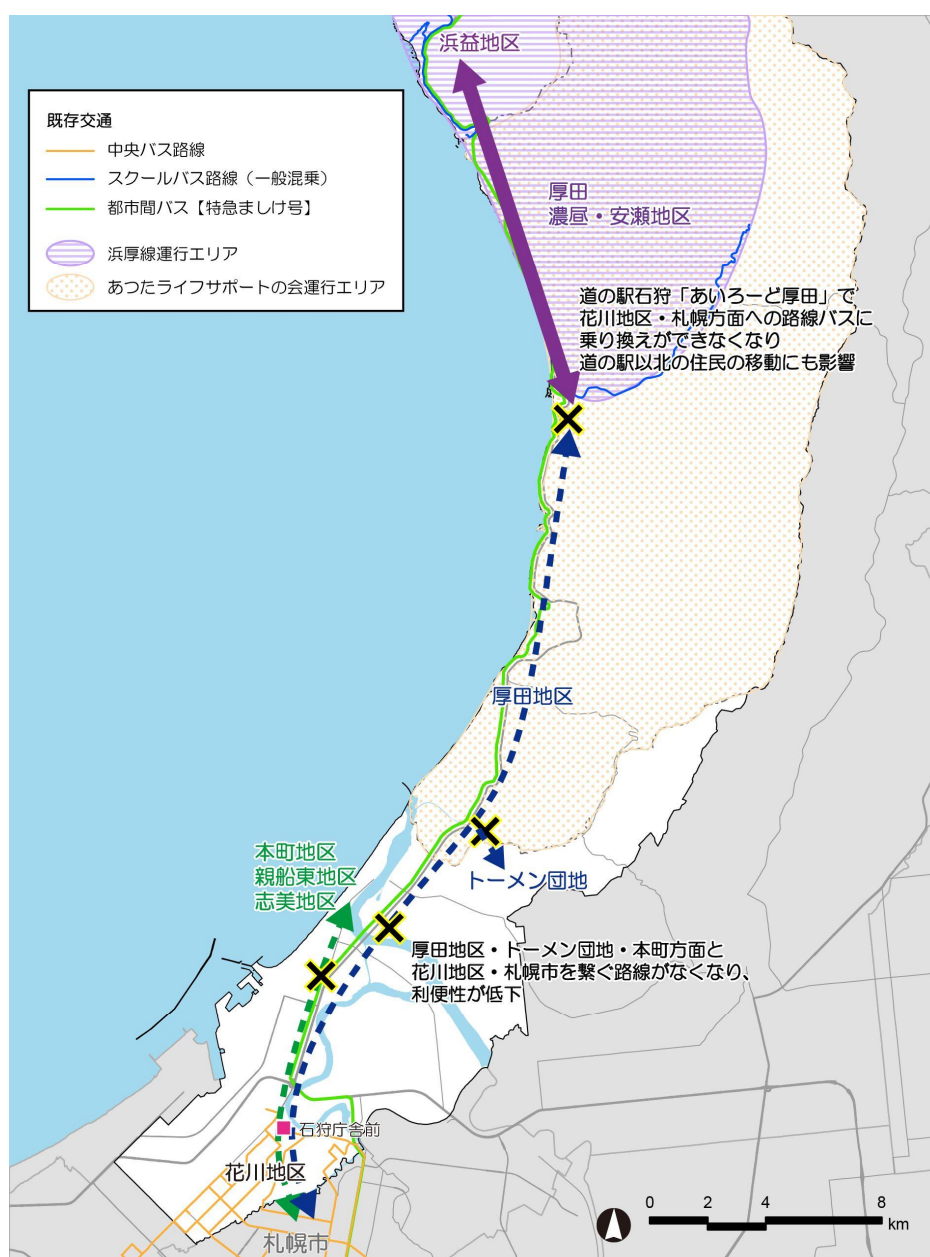 浜益地区
既存交通
中央バス路線
スクールバス路線（一般混乗）
都市間バス【特急ましけ号】
浜厚線運行エリア
あつたライフサポートの会運行エリア
厚田
濃昼・安瀬地区
道の駅石狩「あいろーど厚田」で
花川地区・札幌方面への路線バスに
乗り換えができなくなり
道の駅以北の住民の移動にも影響
厚田地区
本町地区
親船東地区
志美地区
トーメン団地
厚田地区・トーメン団地・本町方面と
花川地区・札幌市を繋ぐ路線がなくなり、
利便性が低下
石狩庁舎前
花川地区
札幌市
0 2 4 8
km